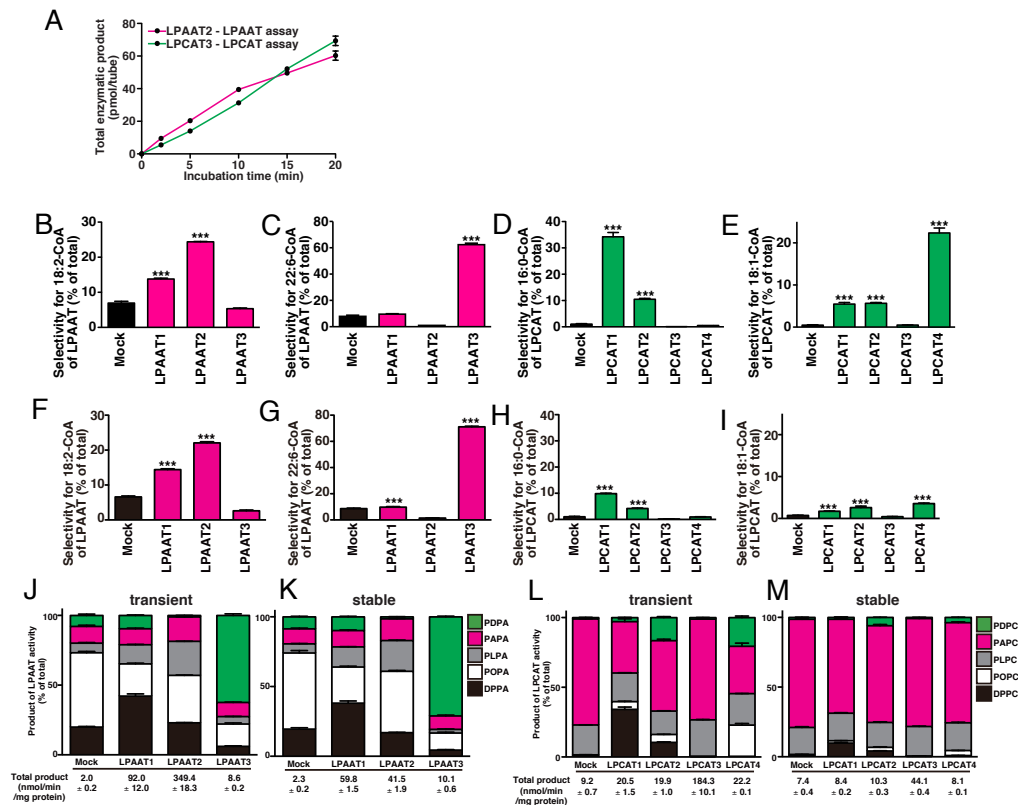 A
Total enzymatic product
(pmol/tube)
80
60
40
20
0
LPAAT2 - LPAAT assay
LPCAT3 - LPCAT assay
0 5 10 15 20
Incubation time (min)
B
Selectivity for 18:2-CoA
of LPAAT (% of total)
30
20
10
0
***
***
Mock LPAAT1 LPAAT2 LPAAT3
C
Selectivity for 22:6-CoA
of LPAAT (% of total)
80
60
40
20
0
***
Mock LPAAT1 LPAAT2 LPAAT3
D
Selectivity for 16:0-CoA
of LPCAT (% of total)
40
30
20
10
0
***
***
Mock LPCAT1 LPCAT2 LPCAT3 LPCAT4
E
Selectivity for 18:1-CoA
of LPCAT (% of total)
20
10
0
***
***
***
Mock LPCAT1 LPCAT2 LPCAT3 LPCAT4
F
Selectivity for 18:2-CoA
of LPAAT (% of total)
30
20
10
0
***
***
Mock LPAAT1 LPAAT2 LPAAT3
G
Selectivity for 22:6-CoA
of LPAAT (% of total)
80
60
40
20
0
***
***
Mock LPAAT1 LPAAT2 LPAAT3
H
Selectivity for 16:0-CoA
of LPCAT (% of total)
40
30
20
10
0
***
***
Mock LPCAT1 LPCAT2 LPCAT3 LPCAT4
I
Selectivity for 18:1-CoA
of LPCAT (% of total)
20
10
0
***
***
***
Mock LPCAT1 LPCAT2 LPCAT3 LPCAT4
J
transient
Product of LPAAT activity
(% of total)
100
50
0
Mock LPAAT1 LPAAT2 LPAAT3
Total product 2.0 92.0 349.4 8.6
(nmol/min ± 0.2 ± 12.0 ± 18.3 ± 0.2
/mg protein)
K
stable
100
50
0
Mock LPAAT1 LPAAT2 LPAAT3
2.3 59.8 41.5 10.1
± 0.2 ± 1.5 ± 1.9 ± 0.6
PDPA
PAPA
PLPA
POPA
DPPA
L
transient
Product of LPCAT activity
(% of total)
100
50
0
Mock LPCAT1 LPCAT2 LPCAT3 LPCAT4
Total product 9.2 20.5 19.9 184.3 22.2
(nmol/min ± 0.7 ± 1.5 ± 1.0 ± 10.1 ± 0.1
/mg protein)
M
stable
100
50
0
Mock LPCAT1 LPCAT2 LPCAT3 LPCAT4
7.4 8.4 10.3 44.1 8.1
± 0.4 ± 0.2 ± 0.3 ± 0.4 ± 0.1
PDPC
PAPC
PLPC
POPC
DPPC